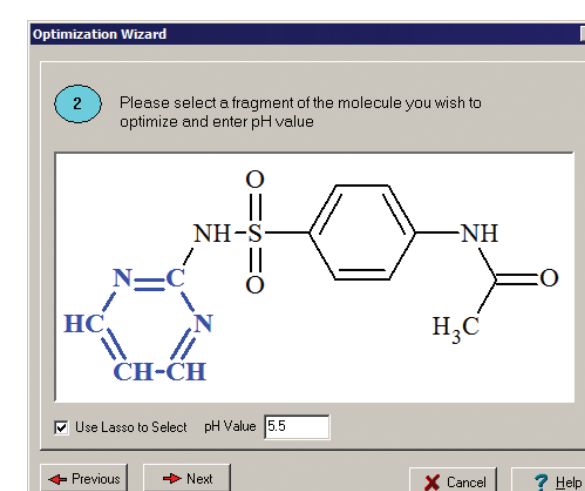 Optimization Wizard
2
Please select a fragment of the molecule you wish to
optimize and enter pH value
O
NH-S
NH
O
N=C
O
HC
N
H3C
CH-CH
Use Lasso to Select pH Value 5.5
Previous Next Cancel ? Help